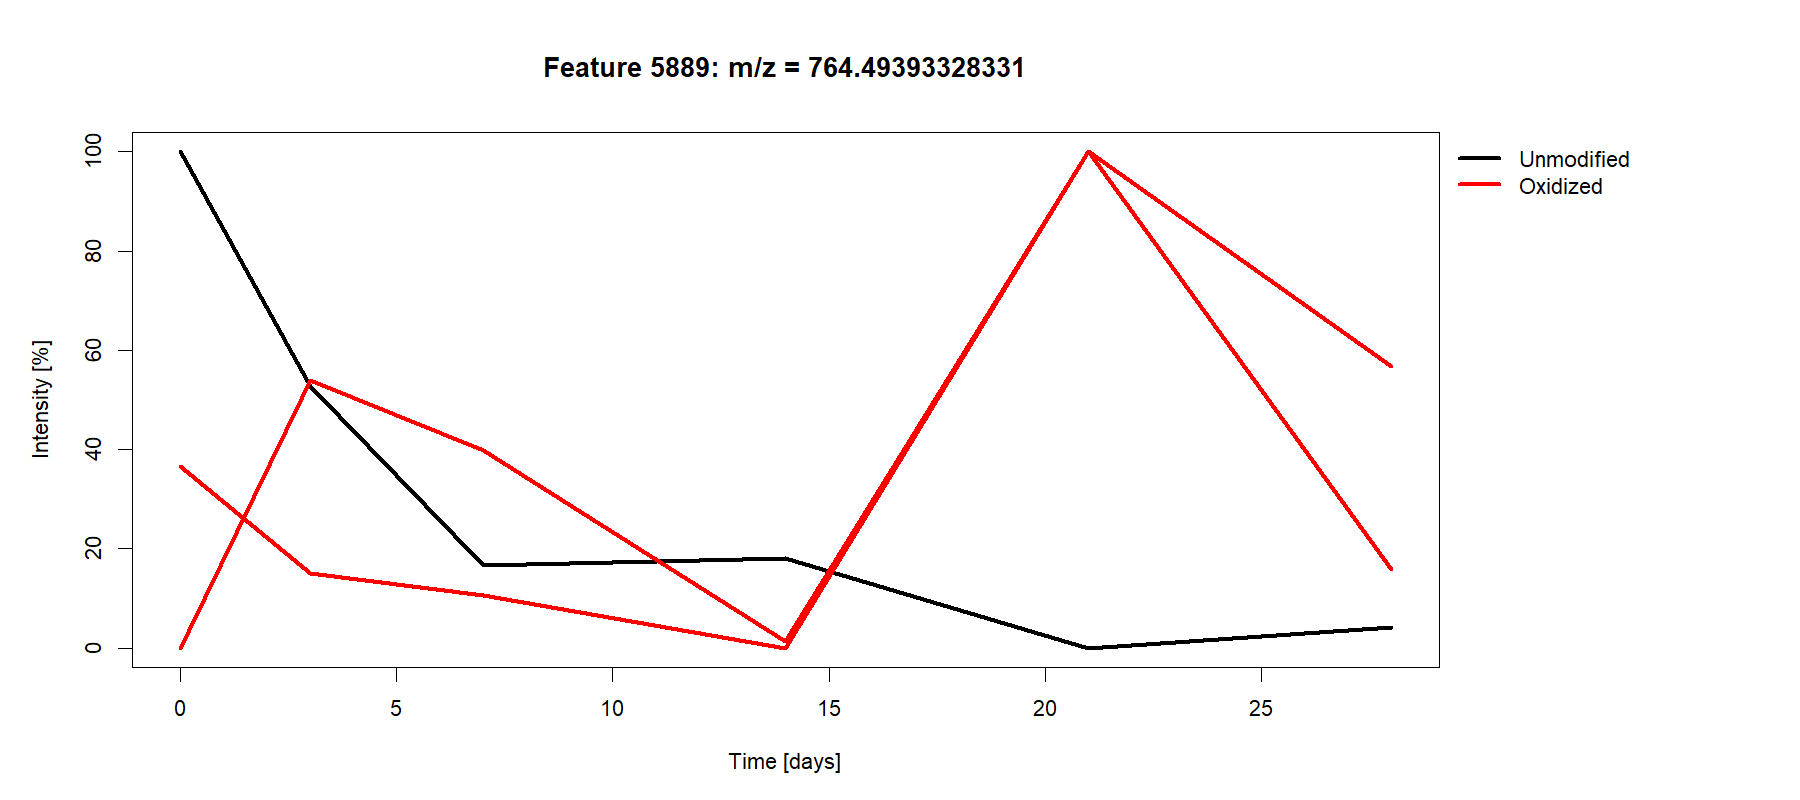 Feature 5889: m/z = 764.49393328331
Unmodified
Oxidized
Intensity [%]
100
80
60
40
20
0
0 5 10 15 20 25
Time [days]